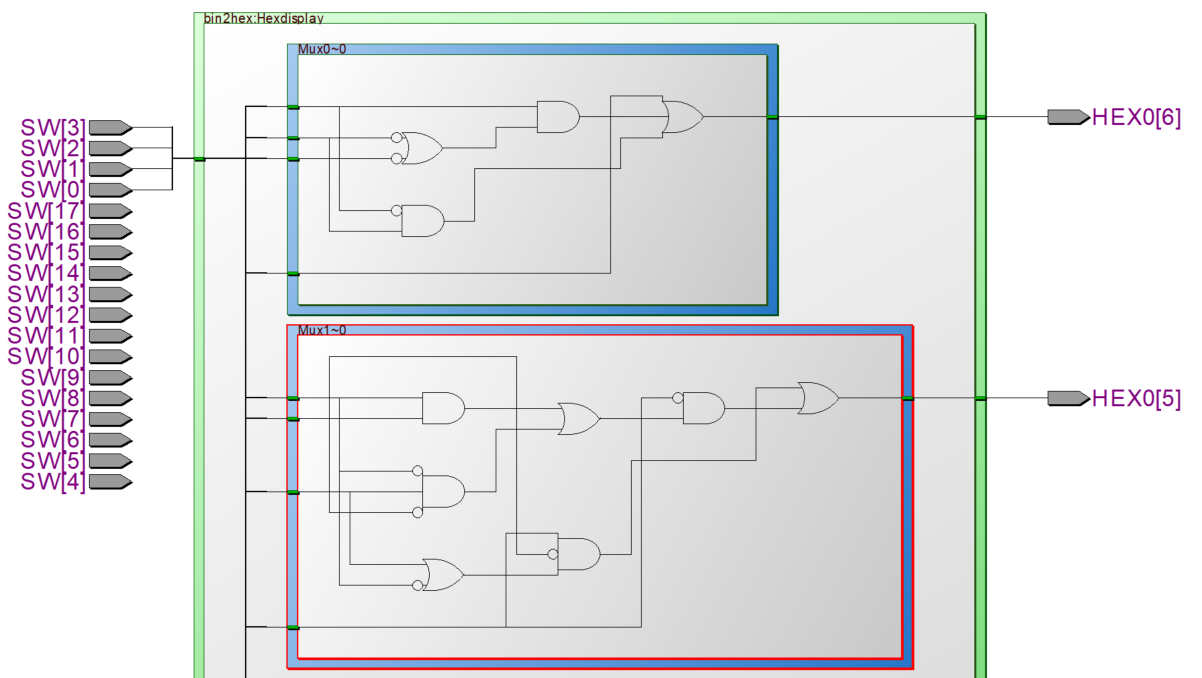 bin2hex:Hexdisplay
Mux0~0
SW[3]
SW[2]
SW[1]
SW[0]
SW[17]
SW[16]
SW[15]
SW[14]
SW[13]
SW[12]
SW[11]
SW[10]
SW[9]
SW[8]
SW[7]
SW[6]
SW[5]
SW[4]
HEX0[6]
Mux1~0
HEX0[5]